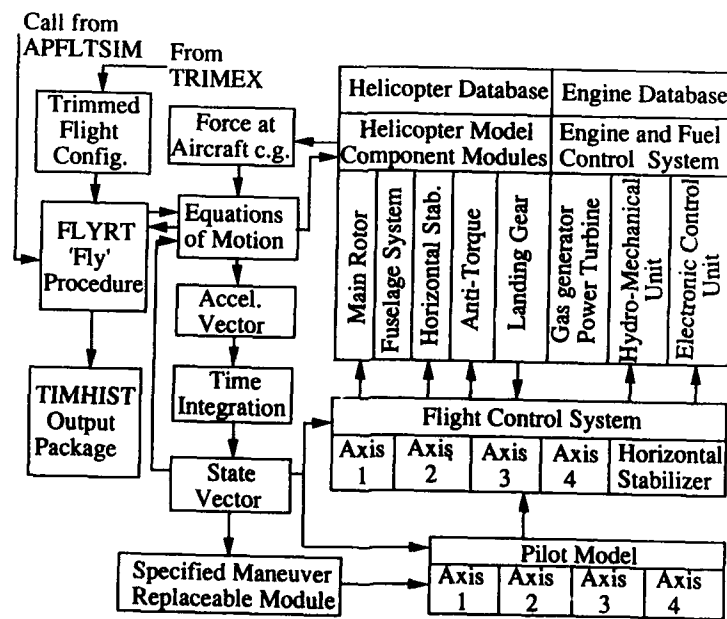 Call from
APFLTSIM
From
TRIMEX
Trimmed
Flight
Config.
FLYRT
'Fly'
Procedure
TIMHIST
Output
Package
Force at
Aircraft c.g.
Equations
of Motion
Accel.
Vector
Time
Integration
State
Vector
Specified Maneuver
Replaceable Module
Helicopter Database
Engine Database
Helicopter Model
Component Modules
Engine and Fuel
Control System
Main Rotor
Fuselage System
Horizontal Stab.
Anti-Torque
Landing Gear
Gas generator
Power Turbine
Hydro-Mechanical
Unit
Electronic Control
Unit
Flight Control System
Axis
1
Axis
2
Axis
3
Axis
4
Horizontal
Stabilizer
Pilot Model
Axis
1
Axis
2
Axis
3
Axis
4